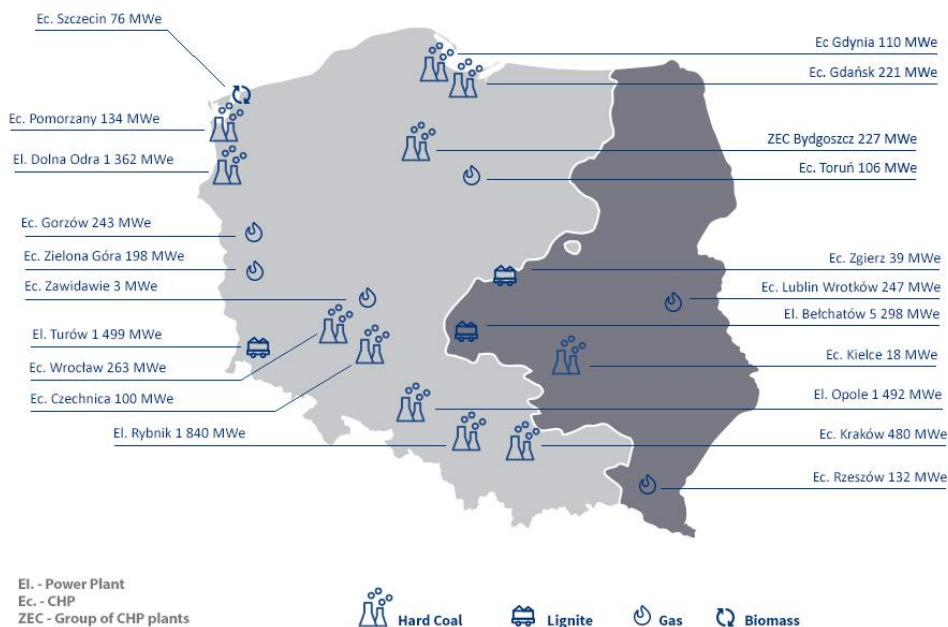 Ec. Szczecin 76 MWe
Ec. Pomorzany 134 MWe
El. Dolna Odra 1 362 MWe
Ec. Gorzów 243 MWe
Ec. Zielona Góra 198 MWe
Ec. Zawidawie 3 MWe
El. Turów 1 499 MWe
Ec. Wrocław 263 MWe
Ec. Czechnica 100 MWe
El. Rybnik 1 840 MWe
Ec Gdynia 110 MWe
Ec. Gdańsk 221 MWe
ZEC Bydgoszcz 227 MWe
Ec. Toruń 106 MWe
Ec. Zgierz 39 MWe
Ec. Lublin Wrotków 247 MWe
El. Bełchatów 5 298 MWe
Ec. Kielce 18 MWe
El. Opole 1 492 MWe
Ec. Kraków 480 MWe
Ec. Rzeszów 132 MWe
El. - Power Plant
Ec. - CHP
ZEC - Group of CHP plants
Hard Coal
Lignite
Gas
Biomass